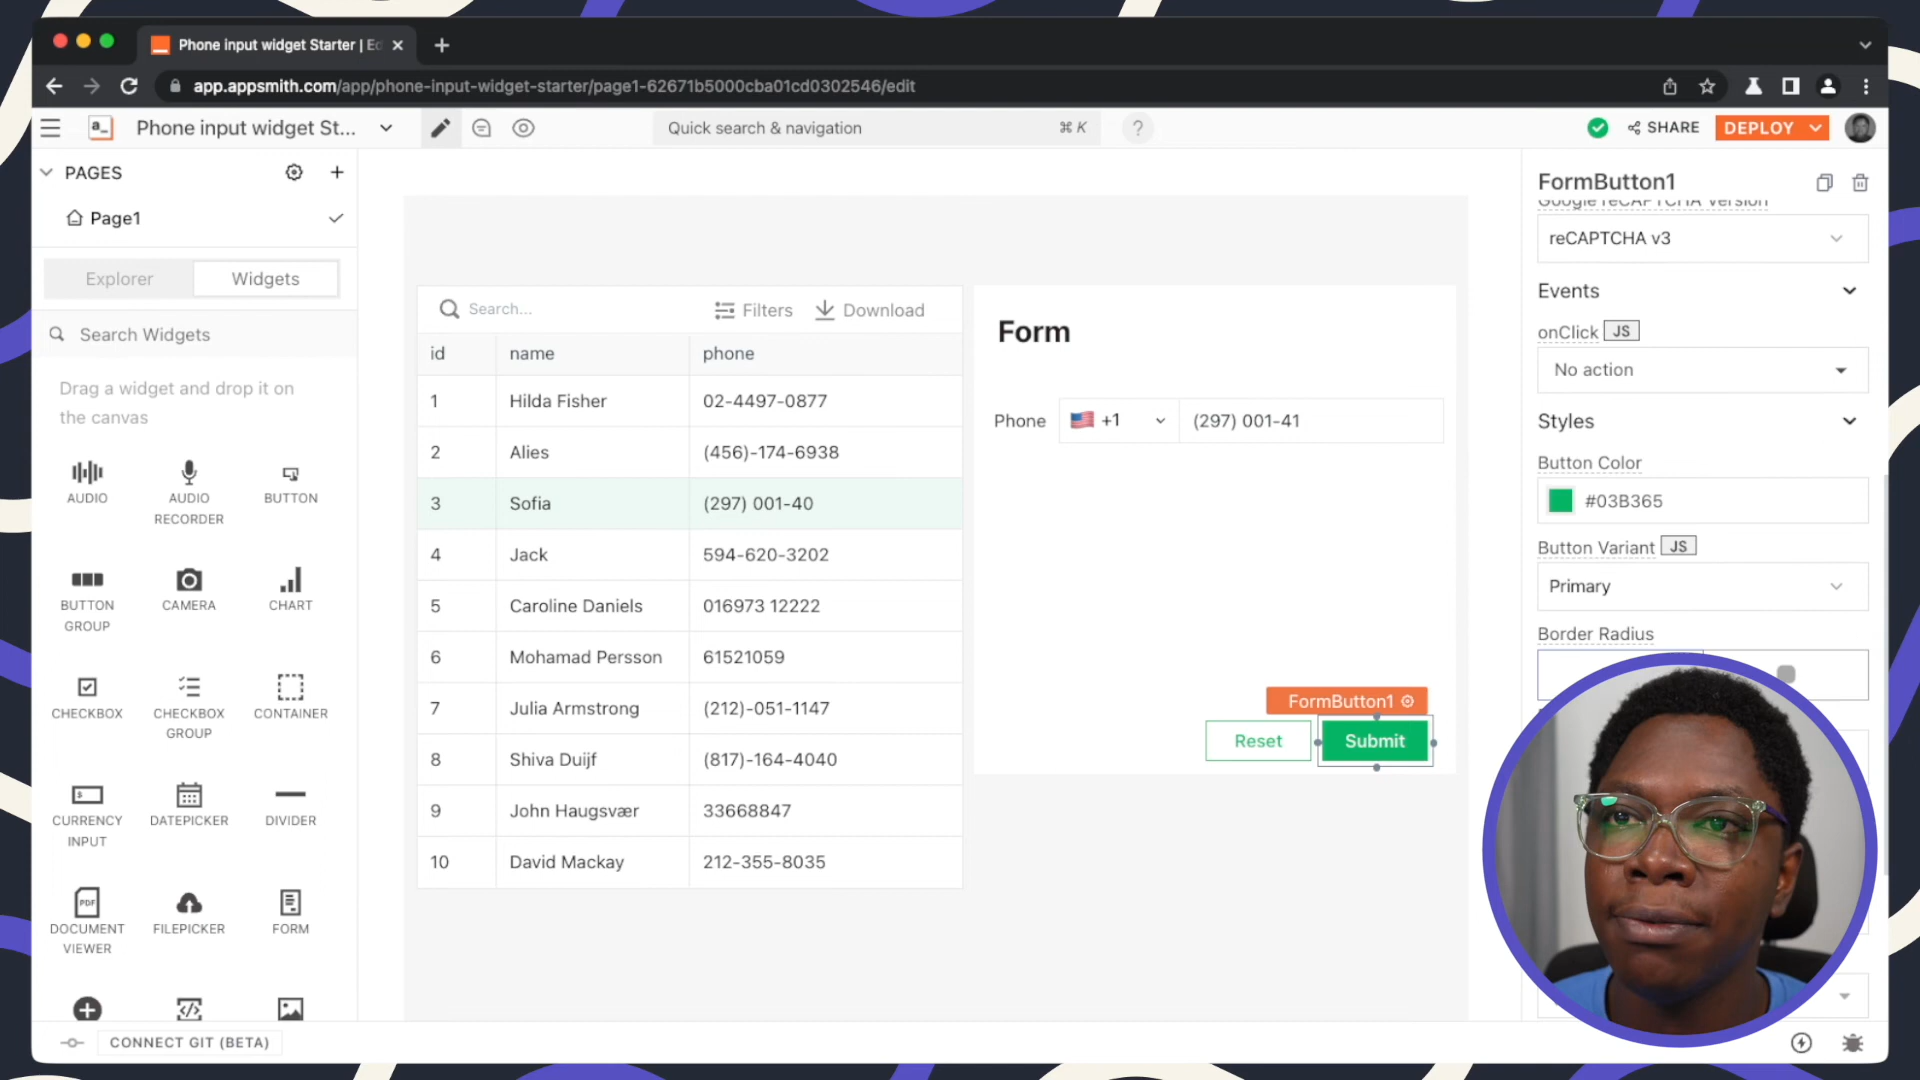 Phone input widget Starter | Ed
app.appsmith.com/app/phone-input-widget-starter/page1-62671b5000cba01cd0302546/edit
a_
Phone input widget St...
Quick search & navigation
⌘ K
?
SHARE
DEPLOY
PAGES
Page1
Explorer
Widgets
Search Widgets
Drag a widget and drop it on
the canvas
AUDIO
AUDIO
RECORDER
BUTTON
BUTTON
GROUP
CAMERA
CHART
CHECKBOX
CHECKBOX
GROUP
CONTAINER
CURRENCY
INPUT
DATEPICKER
DIVIDER
PDF
DOCUMENT
VIEWER
FILEPICKER
FORM
CONNECT GIT (BETA)
Search...
Filters
Download
id name phone
1 Hilda Fisher 02-4497-0877
2 Alies (456)-174-6938
3 Sofia (297) 001-40
4 Jack 594-620-3202
5 Caroline Daniels 016973 12222
6 Mohamad Persson 61521059
7 Julia Armstrong (212)-051-1147
8 Shiva Duijf (817)-164-4040
9 John Haugsvær 33668847
10 David Mackay 212-355-8035
Form
Phone +1 (297) 001-41
FormButton1
Reset
Submit
FormButton1
Google reCAPTCHA Version
reCAPTCHA v3
Events
onClick JS
No action
Styles
Button Color
#03B365
Button Variant JS
Primary
Border Radius